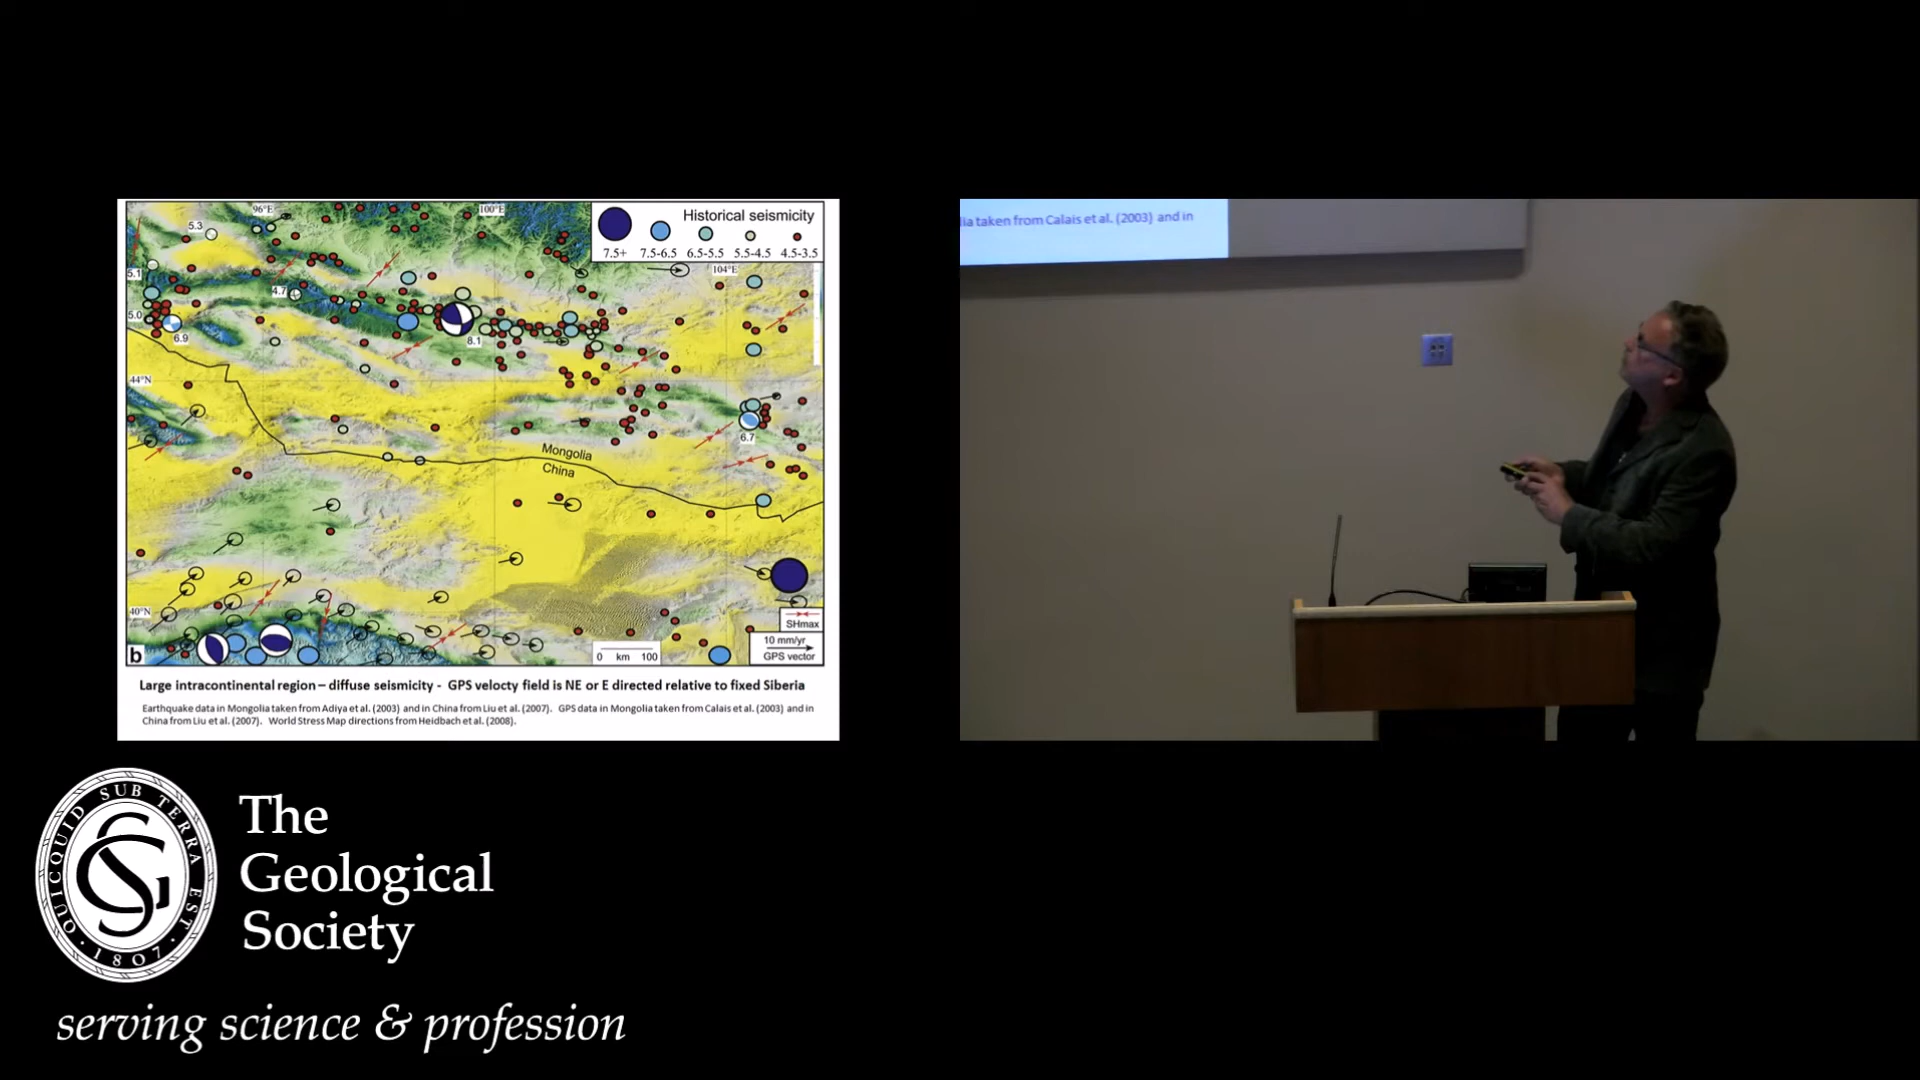 96°E
100°E
Historical seismicity
7.5+ 7.5-6.5 6.5-5.5 5.5-4.5 4.5-3.5
104°E
5.3
5.1
4.7
5.0
6.9
8.1
44°N
6.7
Mongolia
China
40°N
SHmax
10 mm/yr
GPS vector
0 km 100
b
Large intracontinental region – diffuse seismicity - GPS velocty field is NE or E directed relative to fixed Siberia
Earthquake data in Mongolia taken from Adiya et al. (2003) and in China from Liu et al. (2007). GPS data in Mongolia taken from Calais et al. (2003) and in
China from Liu et al. (2007). World Stress Map directions from Heidbach et al. (2008).
lia taken from Calais et al. (2003) and in
QUICQUID SUB TERRA EST
· 1807 ·
GS
The
Geological
Society
serving science & profession